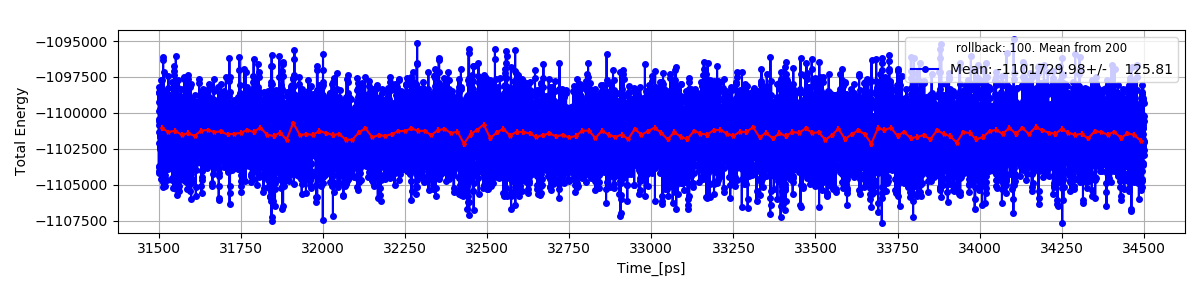 −1095000
−1097500
−1100000
−1102500
−1105000
−1107500
Total Energy
rollback: 100. Mean from 200
Mean: -1101729.98+/-    125.81
31500 31750 32000 32250 32500 32750 33000 33250 33500 33750 34000 34250 34500
Time_[ps]